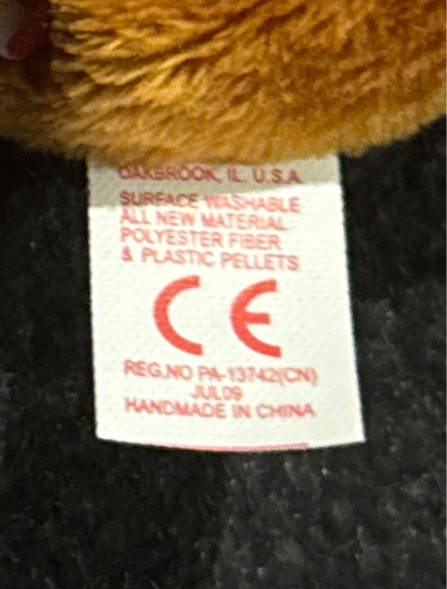 OAKBROOK, IL. U.S.A.
SURFACE WASHABLE
ALL NEW MATERIAL
POLYESTER FIBER
& PLASTIC PELLETS
CE
REG.NO PA-13742(CN)
JUL09
HANDMADE IN CHINA